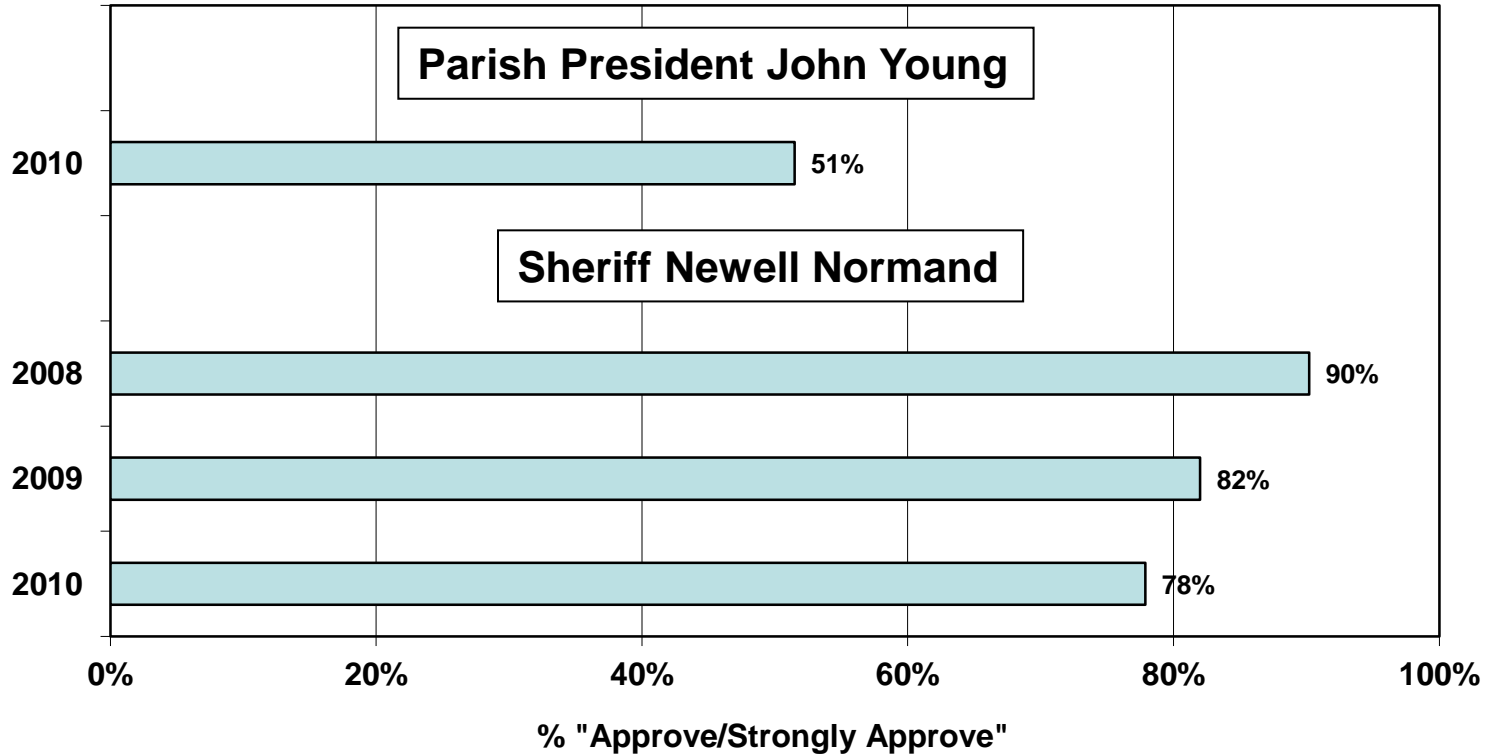 Parish President John Young
2010 51%
Sheriff Newell Normand
2008 90%
2009 82%
2010 78%
0% 20% 40% 60% 80% 100%
% "Approve/Strongly Approve"